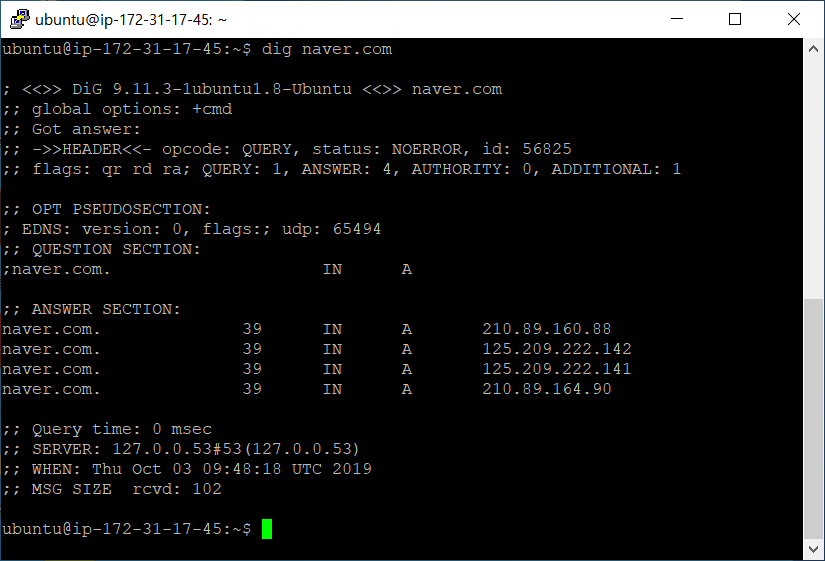 ubuntu@ip-172-31-17-45: ~
ubuntu@ip-172-31-17-45:~$ dig naver.com
; <<>> DiG 9.11.3-1ubuntu1.8-Ubuntu <<>> naver.com
;; global options: +cmd
;; Got answer:
;; ->>HEADER<<- opcode: QUERY, status: NOERROR, id: 56825
;; flags: qr rd ra; QUERY: 1, ANSWER: 4, AUTHORITY: 0, ADDITIONAL: 1
;; OPT PSEUDOSECTION:
; EDNS: version: 0, flags:; udp: 65494
;; QUESTION SECTION:
;naver.com. IN A
;; ANSWER SECTION:
naver.com. 39 IN A 210.89.160.88
naver.com. 39 IN A 125.209.222.142
naver.com. 39 IN A 125.209.222.141
naver.com. 39 IN A 210.89.164.90
;; Query time: 0 msec
;; SERVER: 127.0.0.53#53(127.0.0.53)
;; WHEN: Thu Oct 03 09:48:18 UTC 2019
;; MSG SIZE  rcvd: 102
ubuntu@ip-172-31-17-45:~$